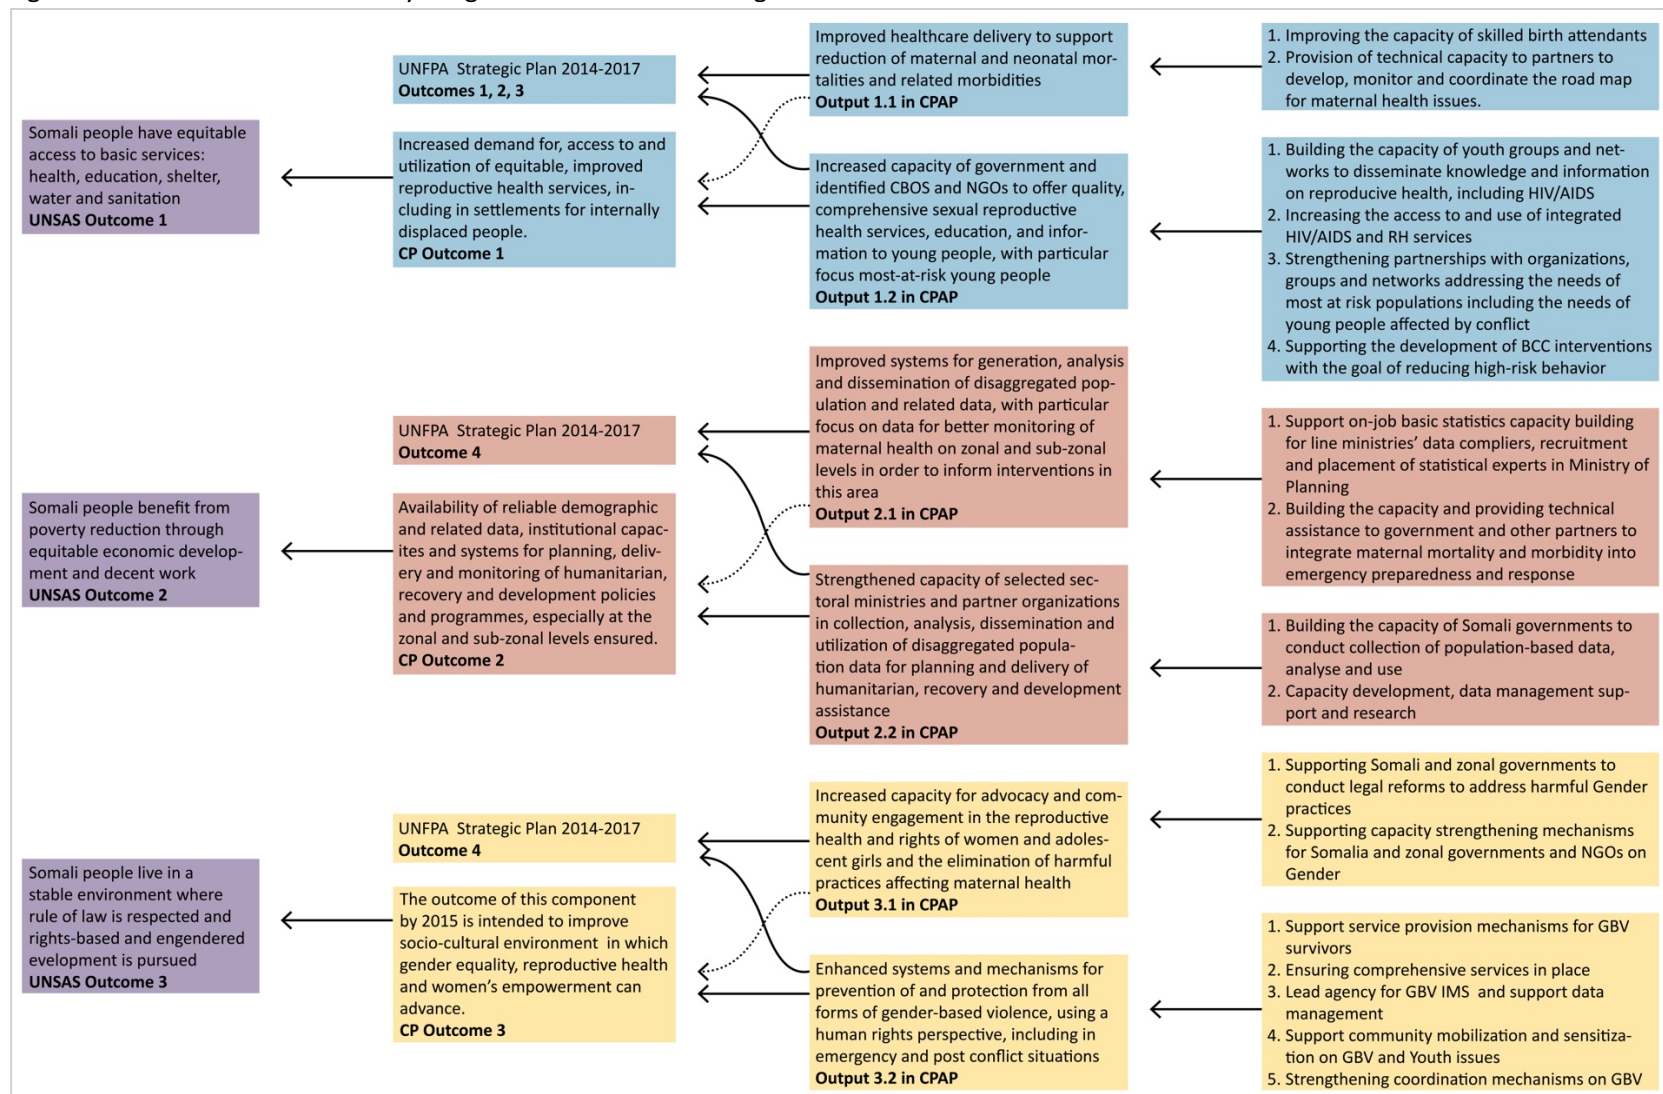 Somali people have equitable
access to basic services:
health, education, shelter,
water and sanitation
UNSAS Outcome 1
UNFPA Strategic Plan 2014-2017
Outcomes 1, 2, 3
Increased demand for, access to and
utilization of equitable, improved
reproductive health services, in-
cluding in settlements for internally
displaced people.
CP Outcome 1
Improved healthcare delivery to support
reduction of maternal and neonatal mor-
talities and related morbidities
Output 1.1 in CPAP
Increased capacity of government and
identified CBOS and NGOs to offer quality,
comprehensive sexual reproductive
health services, education, and infor-
mation to young people, with particular
focus most-at-risk young people
Output 1.2 in CPAP
1. Improving the capacity of skilled birth attendants
2. Provision of technical capacity to partners to
develop, monitor and coordinate the road map
for maternal health issues.
1. Building the capacity of youth groups and net-
works to disseminate knowledge and information
on reproducive health, including HIV/AIDS
2. Increasing the access to and use of integrated
HIV/AIDS and RH services
3. Strengthening partnerships with organizations,
groups and networks addressing the needs of
most at risk populations including the needs of
young people affected by conflict
4. Supporting the development of BCC interventions
with the goal of reducing high-risk behavior
Somali people benefit from
poverty reduction through
equitable economic develop-
ment and decent work
UNSAS Outcome 2
UNFPA Strategic Plan 2014-2017
Outcome 4
Availability of reliable demographic
and related data, institutional capac-
ites and systems for planning, deliv-
ery and monitoring of humanitarian,
recovery and development policies
and programmes, especially at the
zonal and sub-zonal levels ensured.
CP Outcome 2
Improved systems for generation, analysis
and dissemination of disaggregated pop-
ulation and related data, with particular
focus on data for better monitoring of
maternal health on zonal and sub-zonal
levels in order to inform interventions in
this area
Output 2.1 in CPAP
Strengthened capacity of selected sec-
toral ministries and partner organizations
in collection, analysis, dissemination and
utilization of disaggregated popula-
tion data for planning and delivery of
humanitarian, recovery and development
assistance
Output 2.2 in CPAP
1. Support on-job basic statistics capacity building
for line ministries' data compliers, recruitment
and placement of statistical experts in Ministry of
Planning
2. Building the capacity and providing technical
assistance to government and other partners to
integrate maternal mortality and morbidity into
emergency preparedness and response
1. Building the capacity of Somali governments to
conduct collection of population-based data,
analyse and use
2. Capacity development, data management sup-
port and research
Somali people live in a
stable environment where
rule of law is respected and
rights-based and engendered
evelopment is pursued
UNSAS Outcome 3
UNFPA Strategic Plan 2014-2017
Outcome 4
The outcome of this component
by 2015 is intended to improve
socio-cultural environment in which
gender equality, reproductive health
and women's empowerment can
advance.
CP Outcome 3
Increased capacity for advocacy and com-
munity engagement in the reproductive
health and rights of women and adoles-
cent girls and the elimination of harmful
practices affecting maternal health
Output 3.1 in CPAP
Enhanced systems and mechanisms for
prevention of and protection from all
forms of gender-based violence, using a
human rights perspective, including in
emergency and post conflict situations
Output 3.2 in CPAP
1. Supporting Somali and zonal governments to
conduct legal reforms to address harmful Gender
practices
2. Supporting capacity strengthening mechanisms
for Somalia and zonal governments and NGOs on
Gender
1. Support service provision mechanisms for GBV
survivors
2. Ensuring comprehensive services in place
3. Lead agency for GBV IMS and support data
management
4. Support community mobilization and sensitiza-
tion on GBV and Youth issues
5. Strengthening coordination mechanisms on GBV